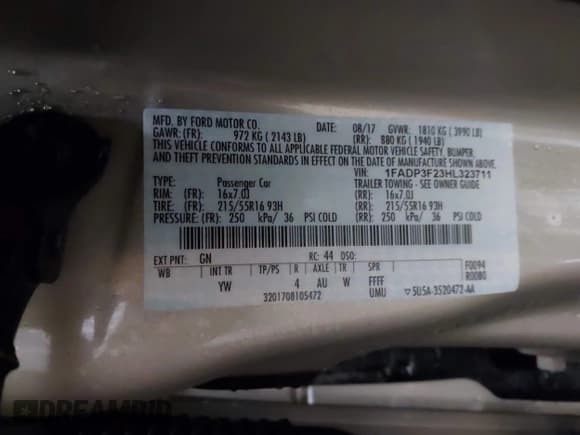 MFD. BY FORD MOTOR CO. DATE: 08/17 GVWR: 1810 KG ( 3990 LB)
GAWR: (FR): 972 KG ( 2143 LB) (RR): 880 KG ( 1940 LB)
THIS VEHICLE CONFORMS TO ALL APPLICABLE FEDERAL MOTOR VEHICLE SAFETY, BUMPER,
AND THEFT PREVENTION STANDARDS IN EFFECT ON THE DATE OF MANUFACTURE SHOWN ABOVE.
VIN: 1FADP3F23HL323711
TYPE: Passenger Car TRAILER TOWING - SEE OWNER GUIDE
RIM: (FR): 16x7.0J (RR): 16x7.0J
TIRE: (FR): 215/55R16 93H (RR): 215/55R16 93H
PRESSURE: (FR): 250 kPa/ 36 PSI COLD (RR): 250 kPa/ 36 PSI COLD
EXT PNT: GN RC: 44 DSO: F0094
WB INT TR TP/PS R AXLE TR SPR R0080
YW 4 AU W FFFF
3201708105472 UMU ▽ 5U5A-3520472-AA
DREAMBID